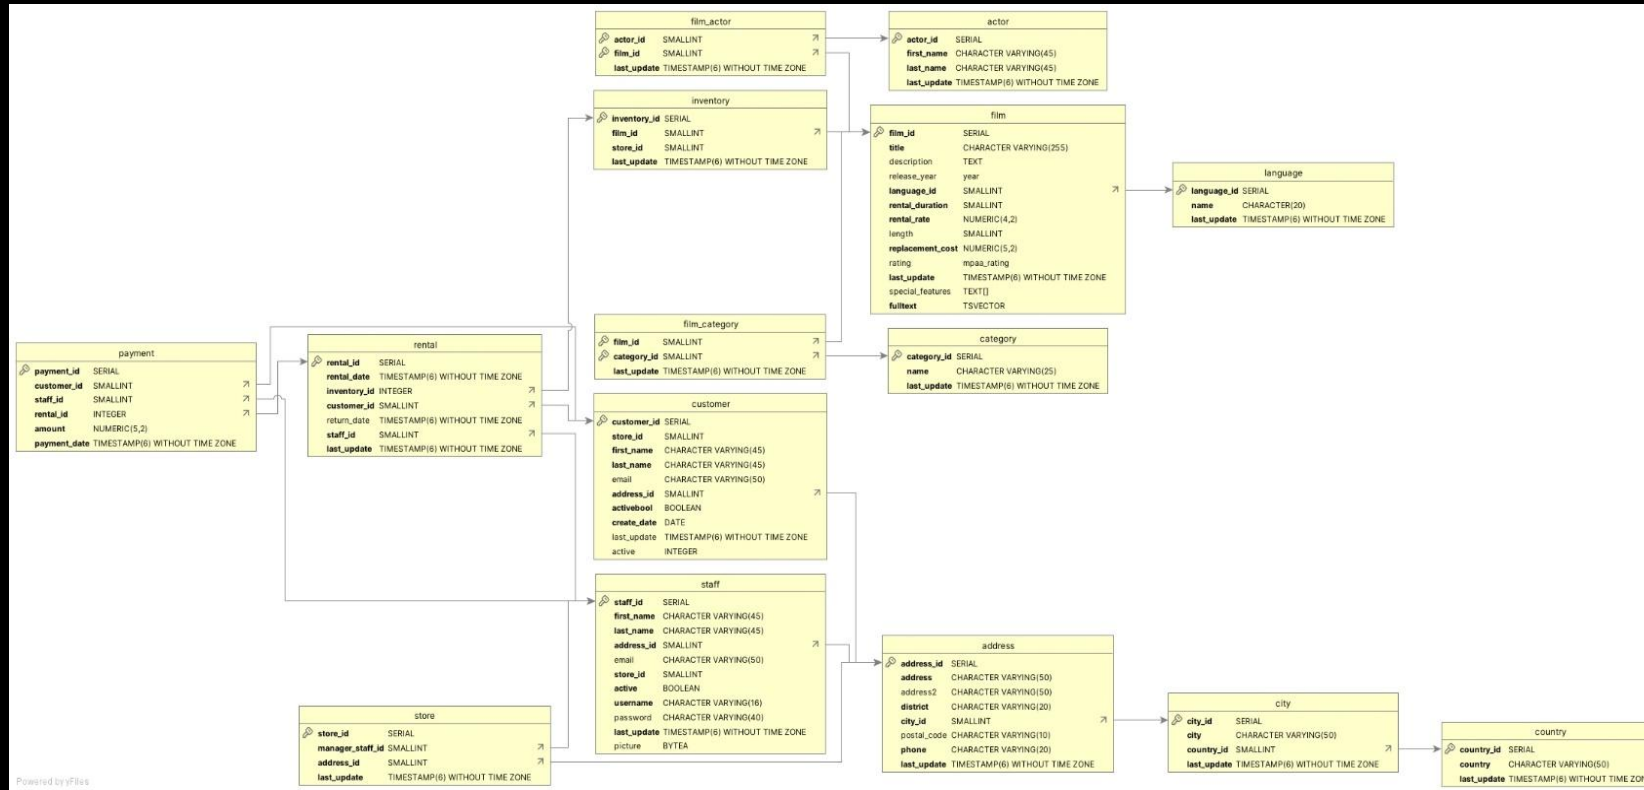 film_actor
actor_id SMALLINT
film_id SMALLINT
last_update TIMESTAMP(6) WITHOUT TIME ZONE
actor
actor_id SERIAL
first_name CHARACTER VARYING(45)
last_name CHARACTER VARYING(45)
last_update TIMESTAMP(6) WITHOUT TIME ZONE
inventory
inventory_id SERIAL
film_id SMALLINT
store_id SMALLINT
last_update TIMESTAMP(6) WITHOUT TIME ZONE
film
film_id SERIAL
title CHARACTER VARYING(255)
description TEXT
release_year year
language_id SMALLINT
rental_duration SMALLINT
rental_rate NUMERIC(4,2)
length SMALLINT
replacement_cost NUMERIC(5,2)
rating mpaa_rating
last_update TIMESTAMP(6) WITHOUT TIME ZONE
special_features TEXT[]
fulltext TSVECTOR
language
language_id SERIAL
name CHARACTER(20)
last_update TIMESTAMP(6) WITHOUT TIME ZONE
film_category
film_id SMALLINT
category_id SMALLINT
last_update TIMESTAMP(6) WITHOUT TIME ZONE
category
category_id SERIAL
name CHARACTER VARYING(25)
last_update TIMESTAMP(6) WITHOUT TIME ZONE
payment
payment_id SERIAL
customer_id SMALLINT
staff_id SMALLINT
rental_id INTEGER
amount NUMERIC(5,2)
payment_date TIMESTAMP(6) WITHOUT TIME ZONE
rental
rental_id SERIAL
rental_date TIMESTAMP(6) WITHOUT TIME ZONE
inventory_id INTEGER
customer_id SMALLINT
return_date TIMESTAMP(6) WITHOUT TIME ZONE
staff_id SMALLINT
last_update TIMESTAMP(6) WITHOUT TIME ZONE
customer
customer_id SERIAL
store_id SMALLINT
first_name CHARACTER VARYING(45)
last_name CHARACTER VARYING(45)
email CHARACTER VARYING(50)
address_id SMALLINT
activebool BOOLEAN
create_date DATE
last_update TIMESTAMP(6) WITHOUT TIME ZONE
active INTEGER
staff
staff_id SERIAL
first_name CHARACTER VARYING(45)
last_name CHARACTER VARYING(45)
address_id SMALLINT
email CHARACTER VARYING(50)
store_id SMALLINT
active BOOLEAN
username CHARACTER VARYING(16)
password CHARACTER VARYING(40)
last_update TIMESTAMP(6) WITHOUT TIME ZONE
picture BYTEA
store
store_id SERIAL
manager_staff_id SMALLINT
address_id SMALLINT
last_update TIMESTAMP(6) WITHOUT TIME ZONE
address
address_id SERIAL
address CHARACTER VARYING(50)
address2 CHARACTER VARYING(50)
district CHARACTER VARYING(20)
city_id SMALLINT
postal_code CHARACTER VARYING(10)
phone CHARACTER VARYING(20)
last_update TIMESTAMP(6) WITHOUT TIME ZONE
city
city_id SERIAL
city CHARACTER VARYING(50)
country_id SMALLINT
last_update TIMESTAMP(6) WITHOUT TIME ZONE
country
country_id SERIAL
country CHARACTER VARYING(50)
last_update TIMESTAMP(6) WITHOUT TIME
Powered by yFiles